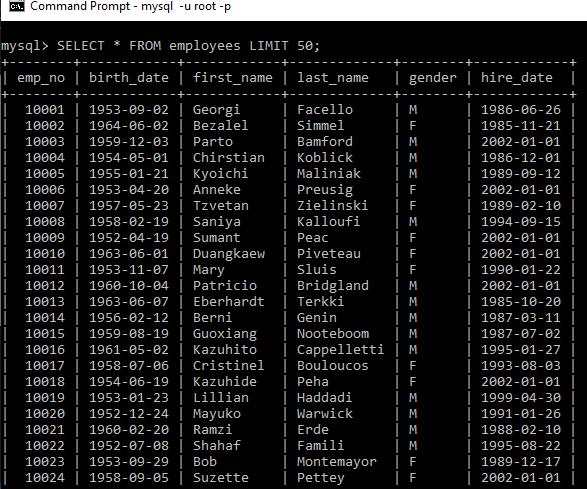 Command Prompt - mysql -u root -p
mysql> SELECT * FROM employees LIMIT 50;
+--------+------------+------------+-------------+--------+------------+
| emp_no | birth_date | first_name | last_name | gender | hire_date |
+--------+------------+------------+-------------+--------+------------+
| 10001 | 1953-09-02 | Georgi | Facello | M | 1986-06-26 |
| 10002 | 1964-06-02 | Bezalel | Simmel | F | 1985-11-21 |
| 10003 | 1959-12-03 | Parto | Bamford | M | 2002-01-01 |
| 10004 | 1954-05-01 | Chirstian | Koblick | M | 1986-12-01 |
| 10005 | 1955-01-21 | Kyoichi | Maliniak | M | 1989-09-12 |
| 10006 | 1953-04-20 | Anneke | Preusig | F | 2002-01-01 |
| 10007 | 1957-05-23 | Tzvetan | Zielinski | F | 1989-02-10 |
| 10008 | 1958-02-19 | Saniya | Kalloufi | M | 1994-09-15 |
| 10009 | 1952-04-19 | Sumant | Peac | F | 2002-01-01 |
| 10010 | 1963-06-01 | Duangkaew | Piveteau | F | 2002-01-01 |
| 10011 | 1953-11-07 | Mary | Sluis | F | 1990-01-22 |
| 10012 | 1960-10-04 | Patricio | Bridgland | M | 2002-01-01 |
| 10013 | 1963-06-07 | Eberhardt | Terkki | M | 1985-10-20 |
| 10014 | 1956-02-12 | Berni | Genin | M | 1987-03-11 |
| 10015 | 1959-08-19 | Guoxiang | Nooteboom | M | 1987-07-02 |
| 10016 | 1961-05-02 | Kazuhito | Cappelletti | M | 1995-01-27 |
| 10017 | 1958-07-06 | Cristinel | Bouloucos | F | 1993-08-03 |
| 10018 | 1954-06-19 | Kazuhide | Peha | F | 2002-01-01 |
| 10019 | 1953-01-23 | Lillian | Haddadi | M | 1999-04-30 |
| 10020 | 1952-12-24 | Mayuko | Warwick | M | 1991-01-26 |
| 10021 | 1960-02-20 | Ramzi | Erde | M | 1988-02-10 |
| 10022 | 1952-07-08 | Shahaf | Famili | M | 1995-08-22 |
| 10023 | 1953-09-29 | Bob | Montemayor | F | 1989-12-17 |
| 10024 | 1958-09-05 | Suzette | Pettey | F | 2002-01-01 |